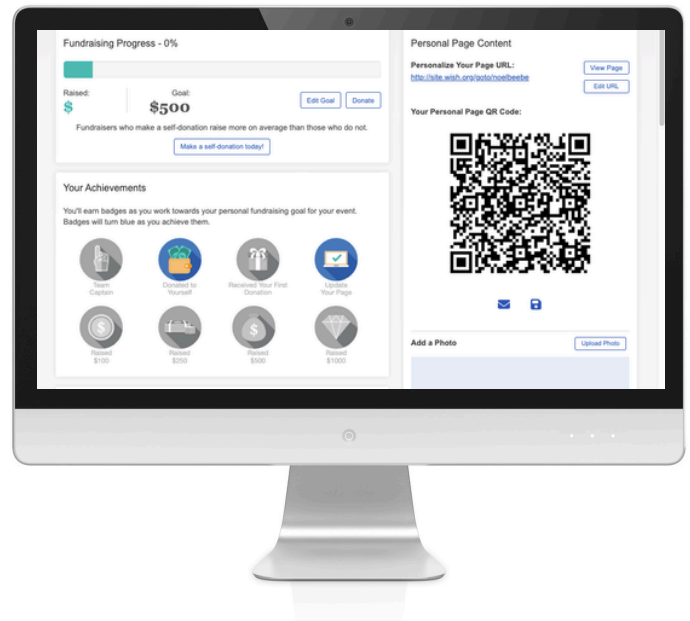 Fundraising Progress - 0%
Raised:
$
Goal:
$500
Edit Goal
Donate
Fundraisers who make a self-donation raise more on average than those who do not.
Make a self-donation today!
Your Achievements
You'll earn badges as you work towards your personal fundraising goal for your event.
Badges will turn blue as you achieve them.
Team
Captain
Donated to
Yourself
Received Your First
Donation
Update
Your Page
$
Raised
$100
Raised
$250
$
Raised
$500
Raised
$1000
Personal Page Content
Personalize Your Page URL:
http://site.wish.org/goto/noelbeebe
View Page
Edit URL
Your Personal Page QR Code:
Add a Photo
Upload Photo